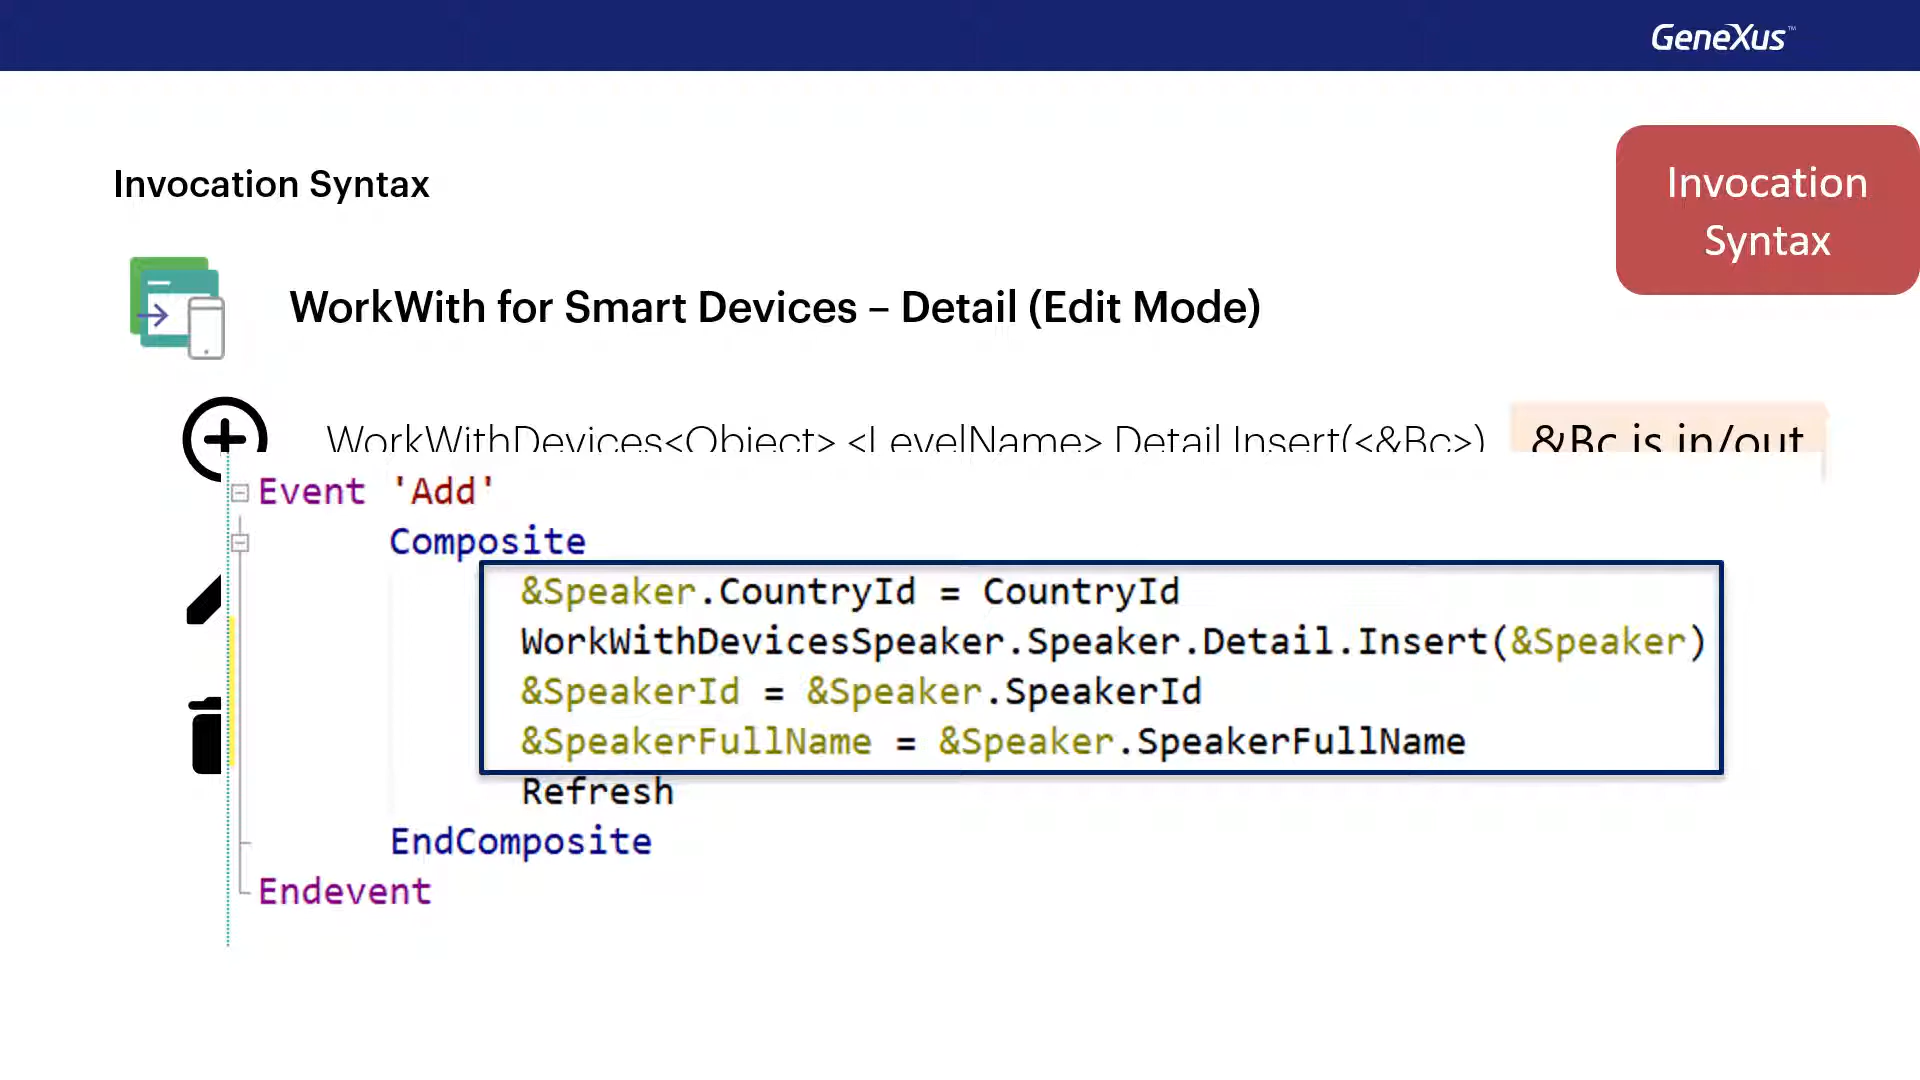 GeneXus™
Invocation Syntax
Invocation
Syntax
WorkWith for Smart Devices – Detail (Edit Mode)
WorkWithDevices<Object>.<LevelName>.Detail.Insert(<&Bc>)
&Bc is in/out
Event 'Add'
Composite
&Speaker.CountryId = CountryId
WorkWithDevicesSpeaker.Speaker.Detail.Insert(&Speaker)
&SpeakerId = &Speaker.SpeakerId
&SpeakerFullName = &Speaker.SpeakerFullName
Refresh
EndComposite
Endevent